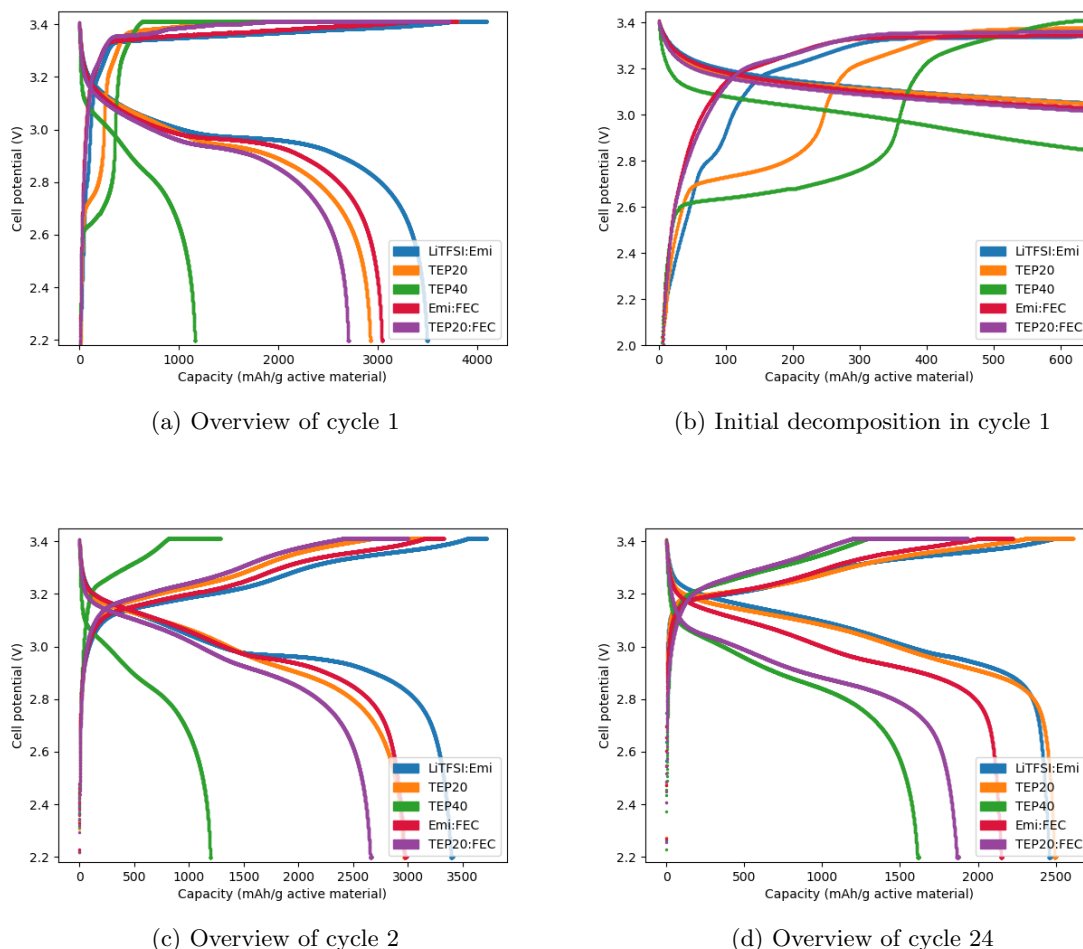 3.4
3.2
3.0
2.8
2.6
2.4
2.2
Cell potential (V)
LiTFSI:Emi
TEP20
TEP40
Emi:FEC
TEP20:FEC
0 1000 2000 3000 4000
Capacity (mAh/g active material)
(a) Overview of cycle 1
3.4
3.2
3.0
2.8
2.6
2.4
2.2
2.0
Cell potential (V)
LiTFSI:Emi
TEP20
TEP40
Emi:FEC
TEP20:FEC
0 100 200 300 400 500 600
Capacity (mAh/g active material)
(b) Initial decomposition in cycle 1
3.4
3.2
3.0
2.8
2.6
2.4
2.2
Cell potential (V)
LiTFSI:Emi
TEP20
TEP40
Emi:FEC
TEP20:FEC
0 500 1000 1500 2000 2500 3000 3500
Capacity (mAh/g active material)
(c) Overview of cycle 2
3.4
3.2
3.0
2.8
2.6
2.4
2.2
Cell potential (V)
LiTFSI:Emi
TEP20
TEP40
Emi:FEC
TEP20:FEC
0 500 1000 1500 2000 2500
Capacity (mAh/g active material)
(d) Overview of cycle 24